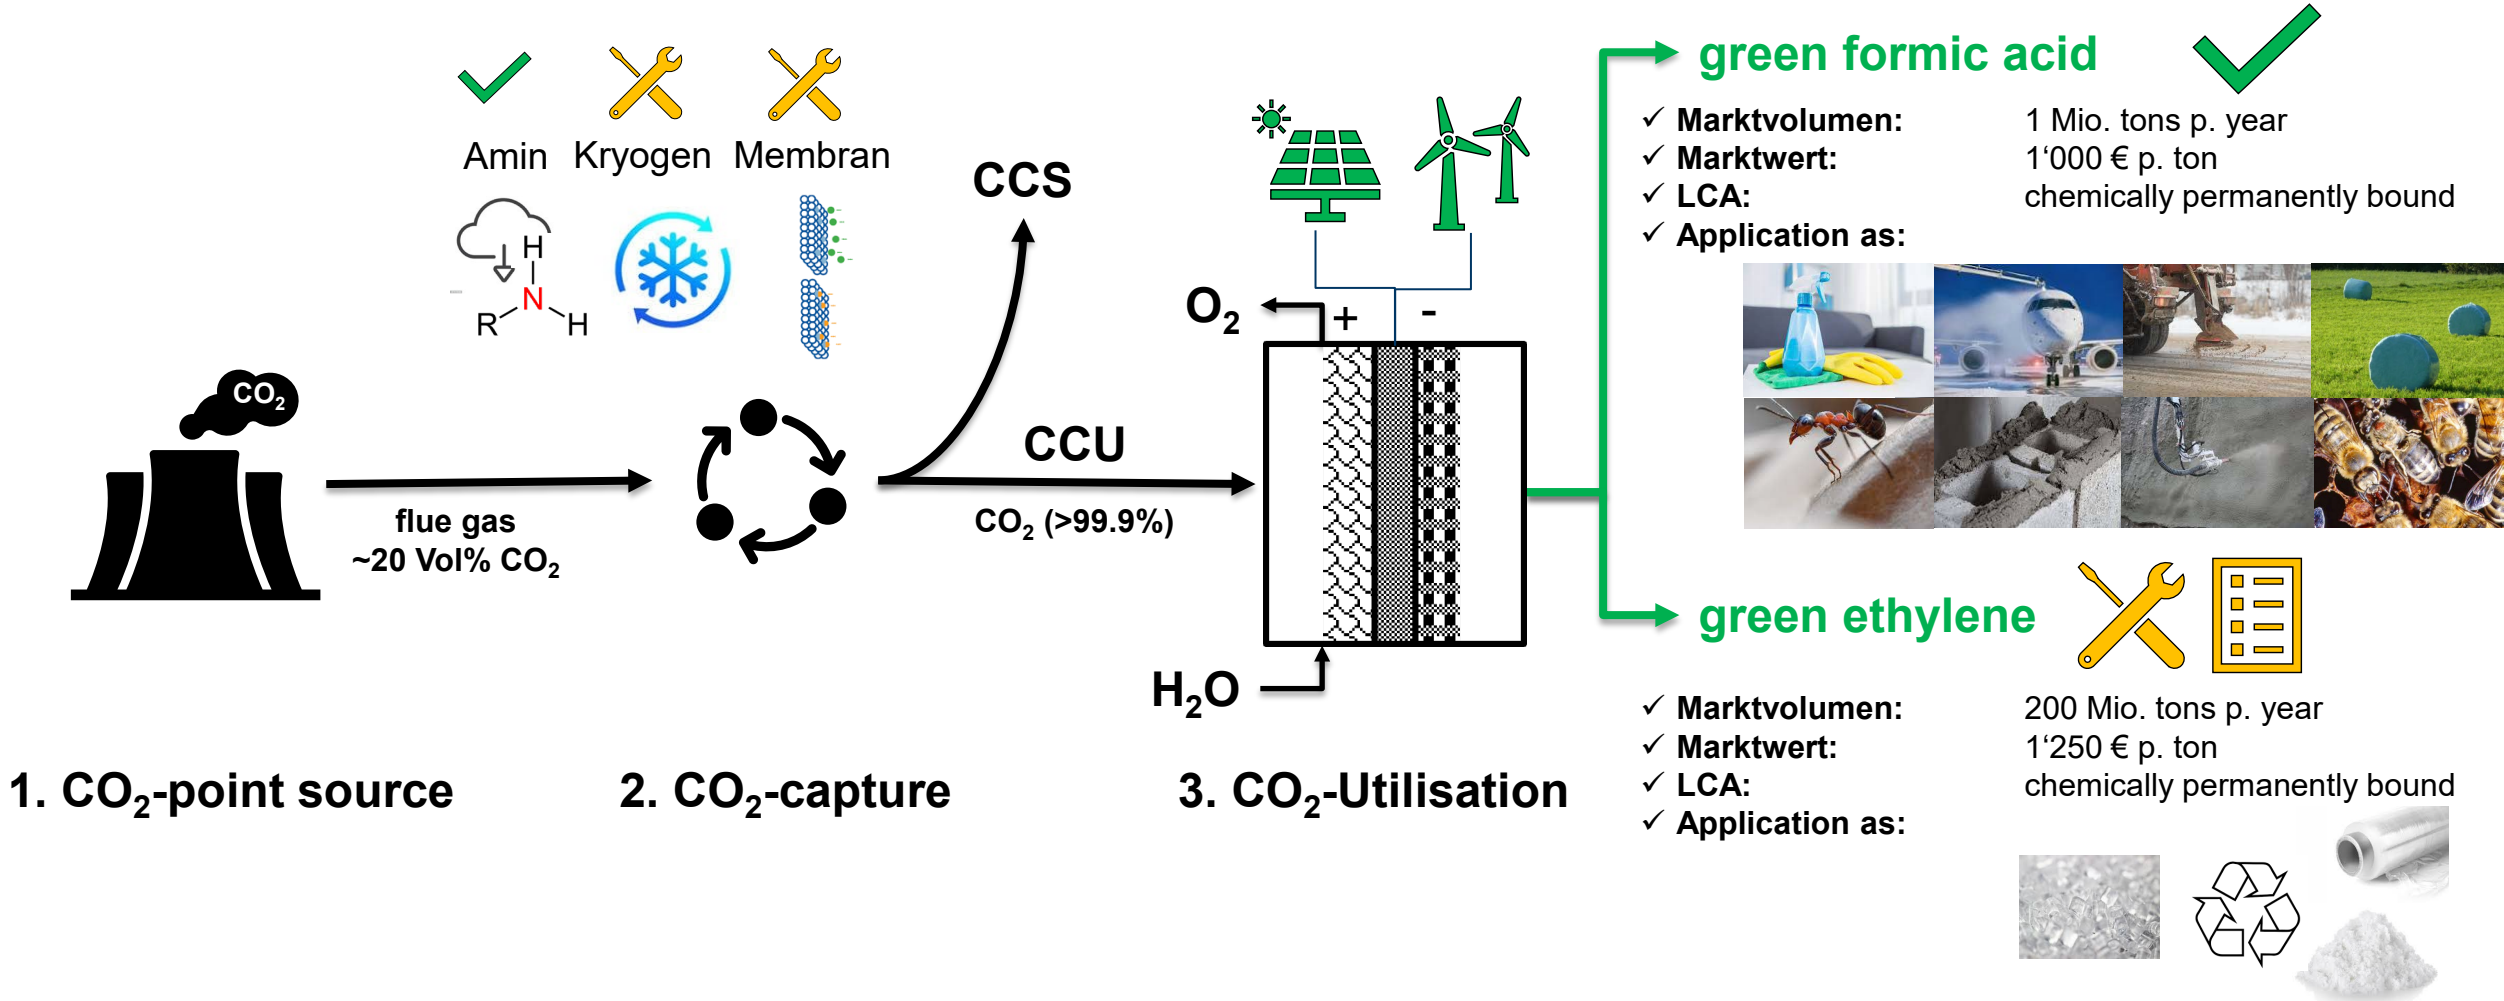 Amin Kryogen Membran
H
N
R H
CO₂
flue gas
~20 Vol% CO₂
CCS
CCU
CO₂ (>99.9%)
O₂
+ -
H₂O
1. CO₂-point source
2. CO₂-capture
3. CO₂-Utilisation
green formic acid
✓ Marktvolumen: 1 Mio. tons p. year
✓ Marktwert: 1‘000 € p. ton
✓ LCA: chemically permanently bound
✓ Application as:
green ethylene
✓ Marktvolumen: 200 Mio. tons p. year
✓ Marktwert: 1‘250 € p. ton
✓ LCA: chemically permanently bound
✓ Application as: